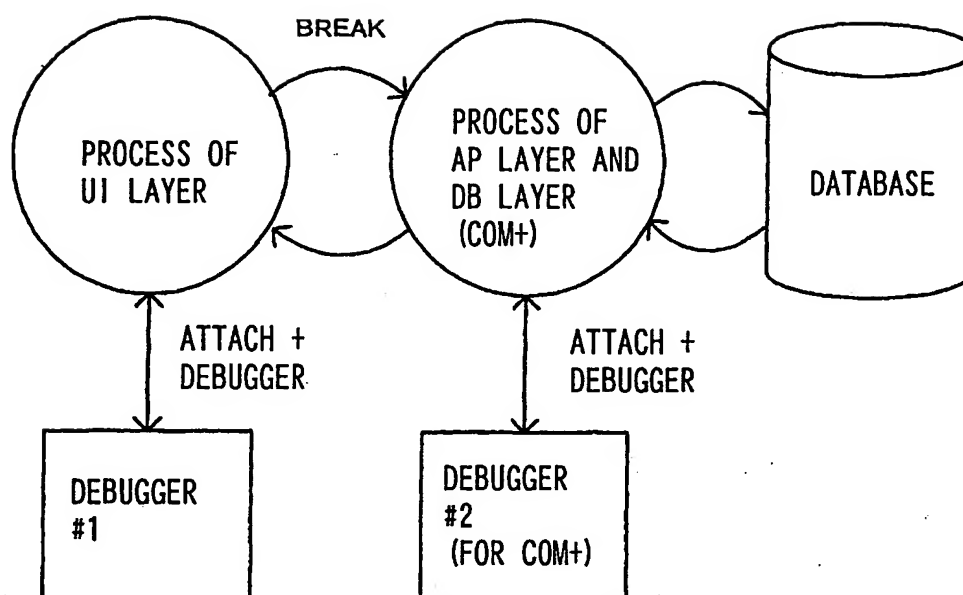 BREAK
PROCESS OF
UI LAYER
PROCESS OF
AP LAYER AND
DB LAYER
(COM+)
DATABASE
ATTACH +
DEBUGGER
ATTACH +
DEBUGGER
DEBUGGER
#1
DEBUGGER
#2
(FOR COM+)